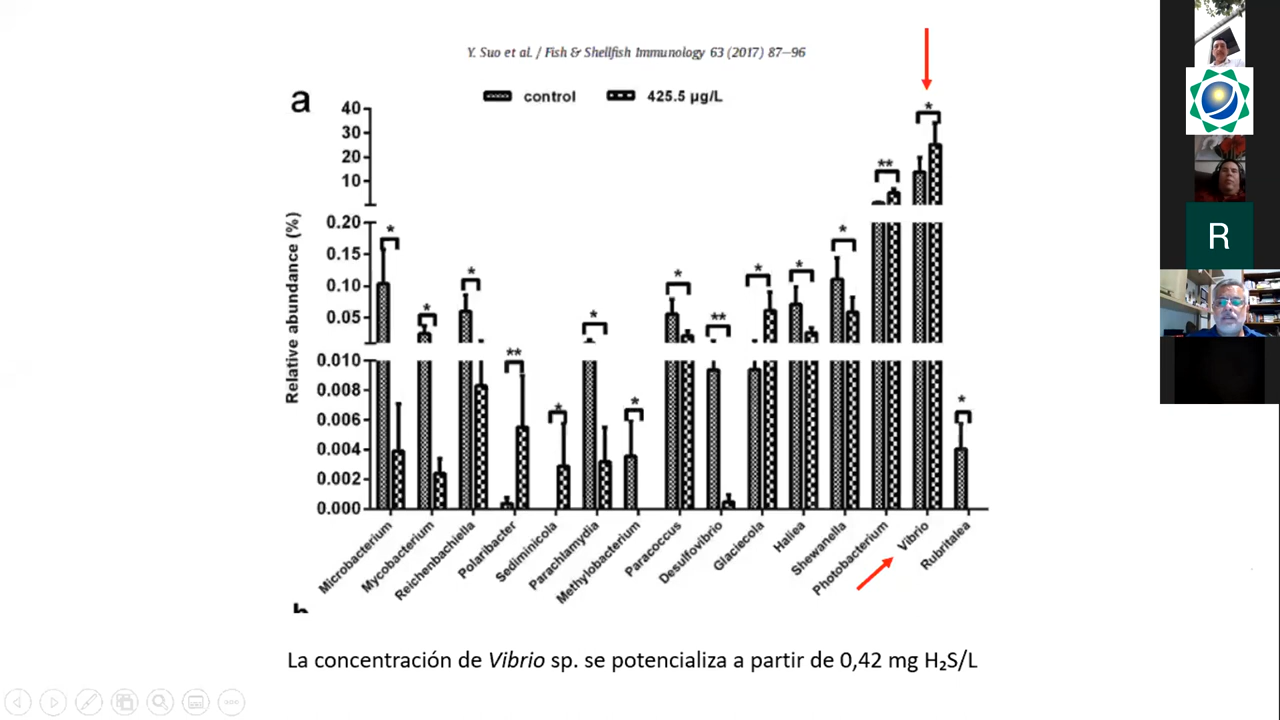 Y. Suo et al. / Fish & Shellfish Immunology 63 (2017) 87–96
a
control
425.5 µg/L
Relative abundance (%)
40
30
20
10
0.20
0.15
0.10
0.05
0.010
0.008
0.006
0.004
0.002
0.000
*
*
*
**
*
*
*
*
**
*
*
*
**
*
*
Microbacterium
Mycobacterium
Reichenbachiella
Polaribacter
Sediminicola
Parachlamydia
Methylobacterium
Paracoccus
Desulfovibrio
Glaciecola
Haliea
Shewanella
Photobacterium
Vibrio
Rubritalea
La concentración de Vibrio sp. se potencializa a partir de 0,42 mg H₂S/L
R